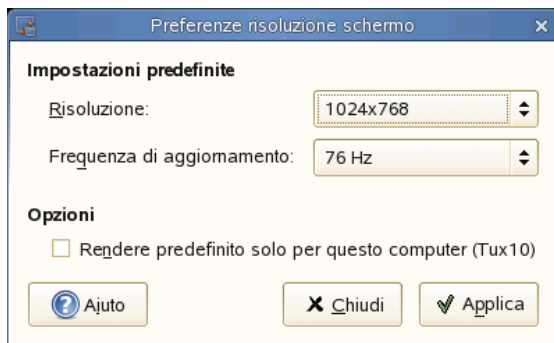 Preferenze risoluzione schermo
Impostazioni predefinite
Risoluzione: 1024x768
Frequenza di aggiornamento: 76 Hz
Opzioni
Rendere predefinito solo per questo computer (Tux10)
Aiuto Chiudi Applica